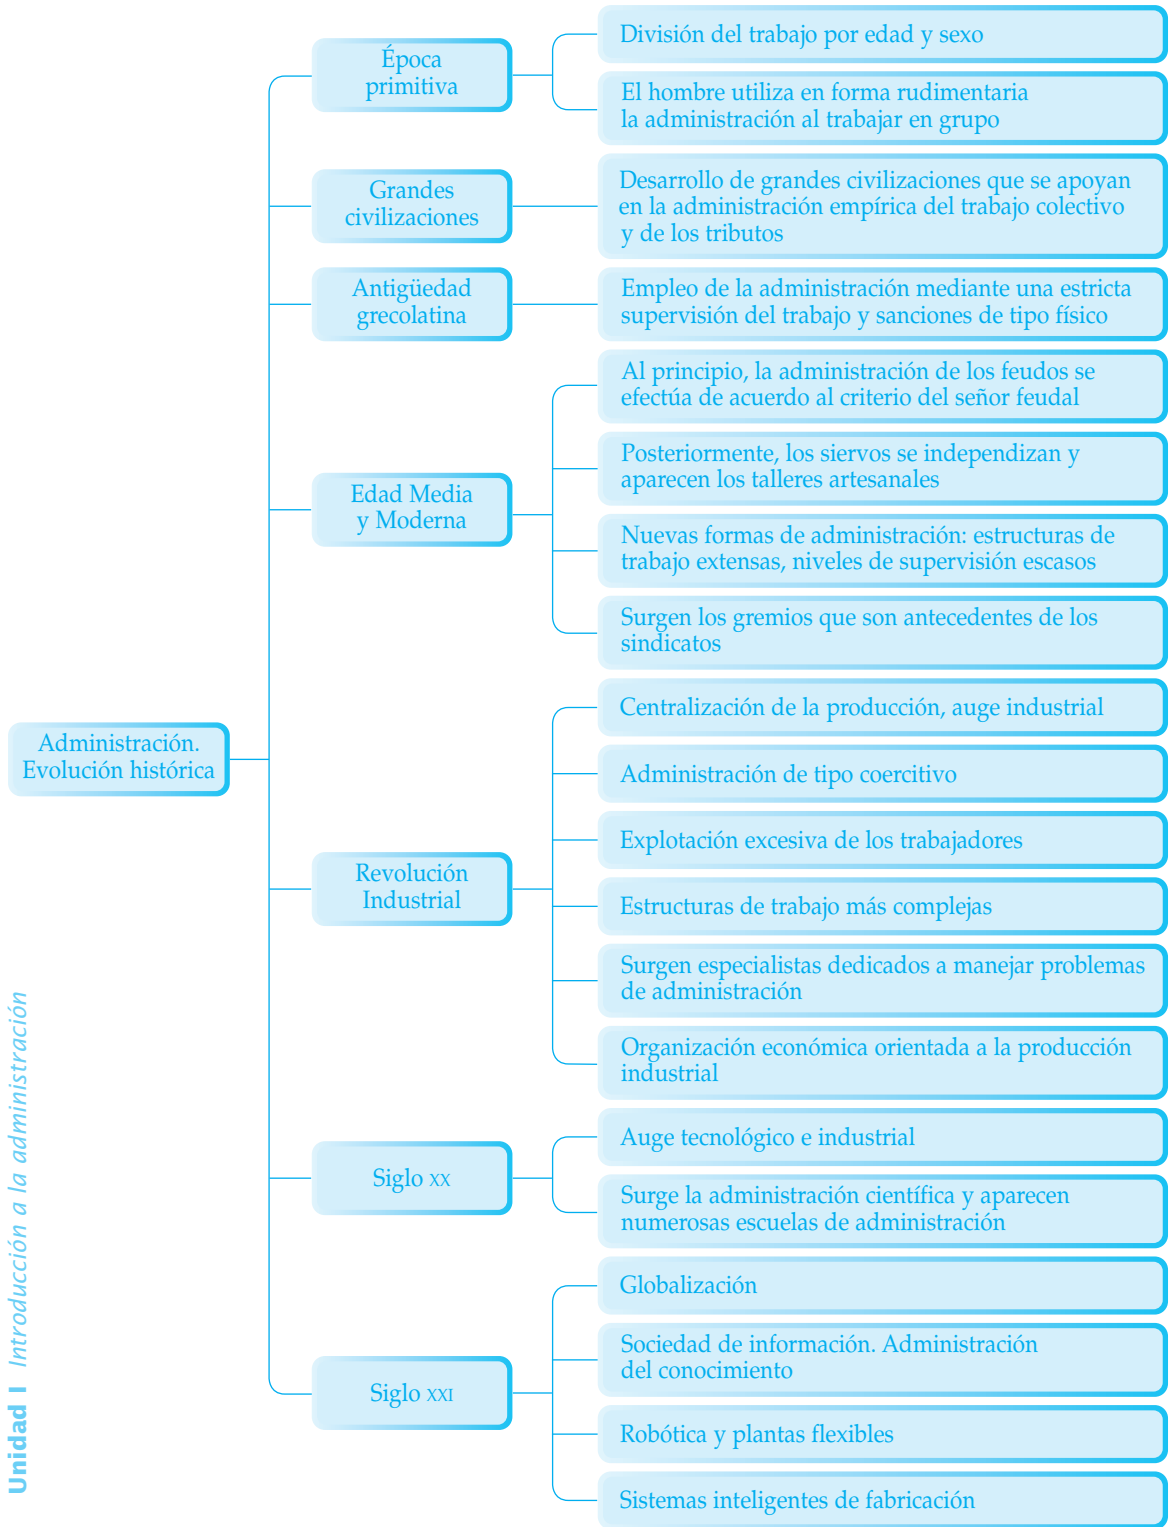 Administración.
Evolución histórica
Época
primitiva
División del trabajo por edad y sexo
El hombre utiliza en forma rudimentaria
la administración al trabajar en grupo
Grandes
civilizaciones
Desarrollo de grandes civilizaciones que se apoyan
en la administración empírica del trabajo colectivo
y de los tributos
Antigüedad
grecolatina
Empleo de la administración mediante una estricta
supervisión del trabajo y sanciones de tipo físico
Edad Media
y Moderna
Al principio, la administración de los feudos se
efectúa de acuerdo al criterio del señor feudal
Posteriormente, los siervos se independizan y
aparecen los talleres artesanales
Nuevas formas de administración: estructuras de
trabajo extensas, niveles de supervisión escasos
Surgen los gremios que son antecedentes de los
sindicatos
Revolución
Industrial
Centralización de la producción, auge industrial
Administración de tipo coercitivo
Explotación excesiva de los trabajadores
Estructuras de trabajo más complejas
Surgen especialistas dedicados a manejar problemas
de administración
Organización económica orientada a la producción
industrial
Siglo XX
Auge tecnológico e industrial
Surge la administración científica y aparecen
numerosas escuelas de administración
Siglo XXI
Globalización
Sociedad de información. Administración
del conocimiento
Robótica y plantas flexibles
Sistemas inteligentes de fabricación
Unidad I Introducción a la administración